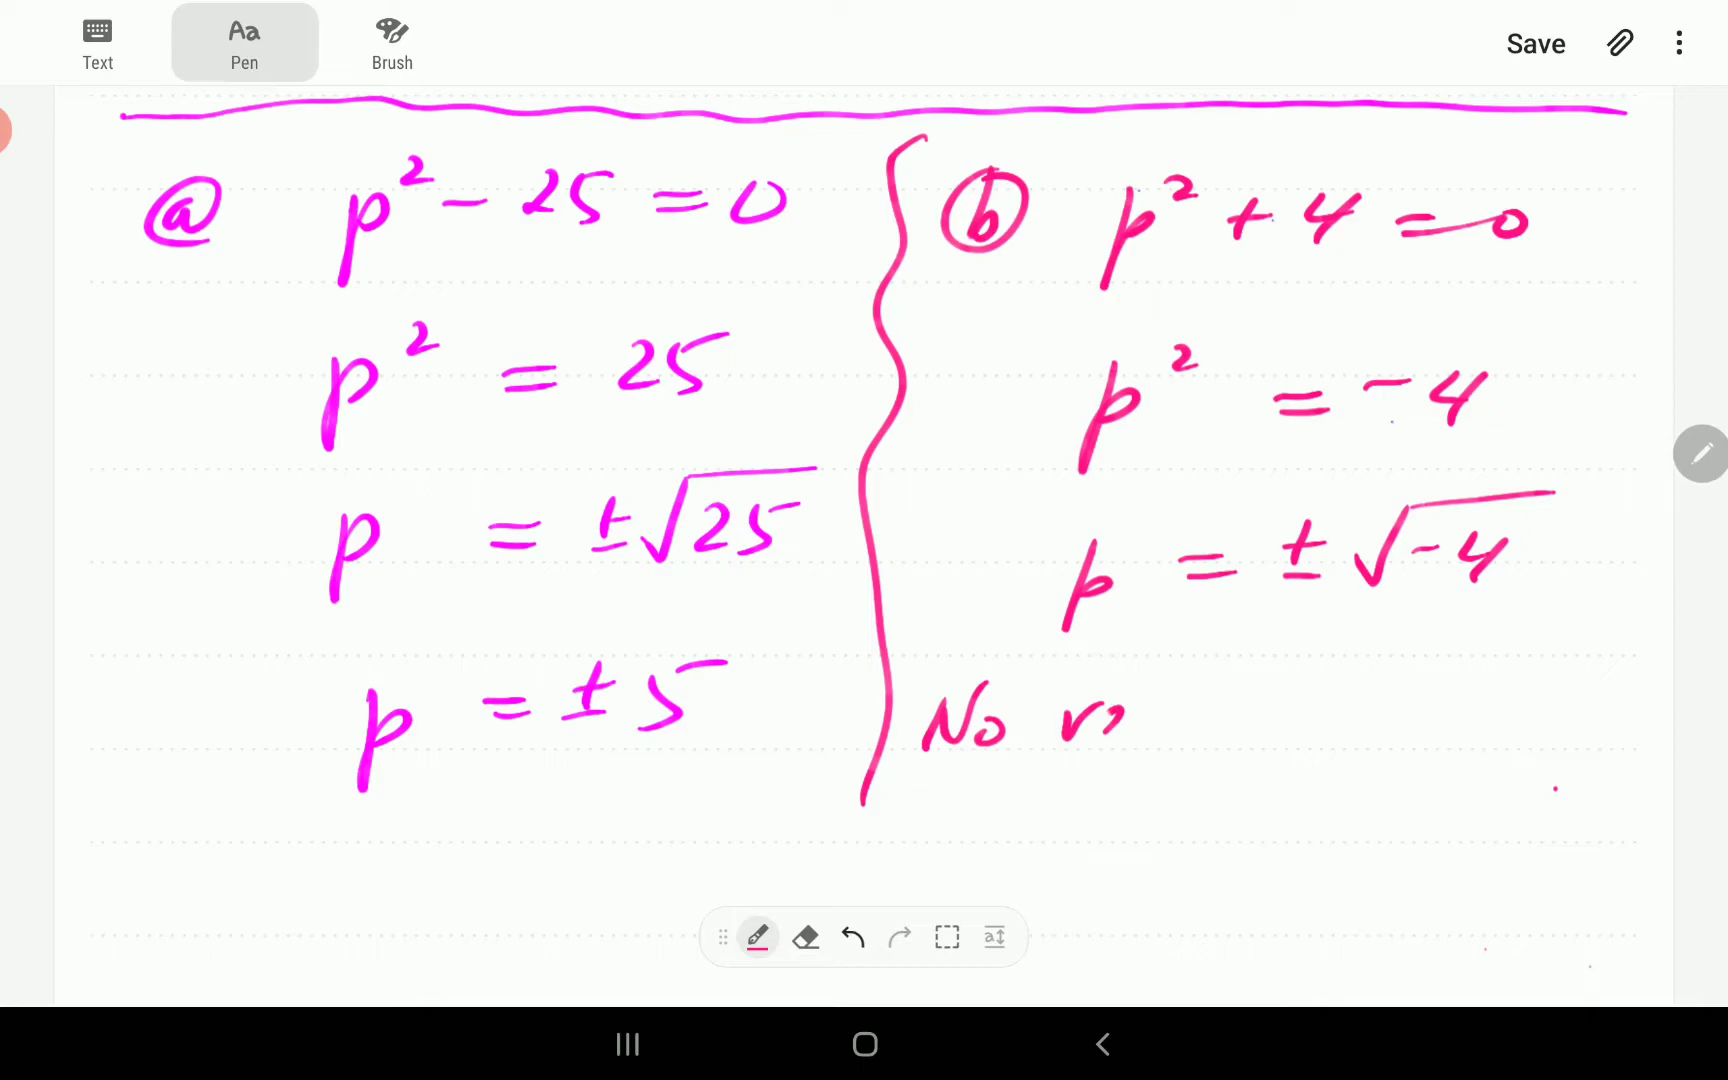 Text
Pen
Brush
Save
ⓐ p² - 25 = 0
p² = 25
p = ±√25
p = ± 5
ⓑ p² + 4 = 0
p² = -4
p = ± √-4
No